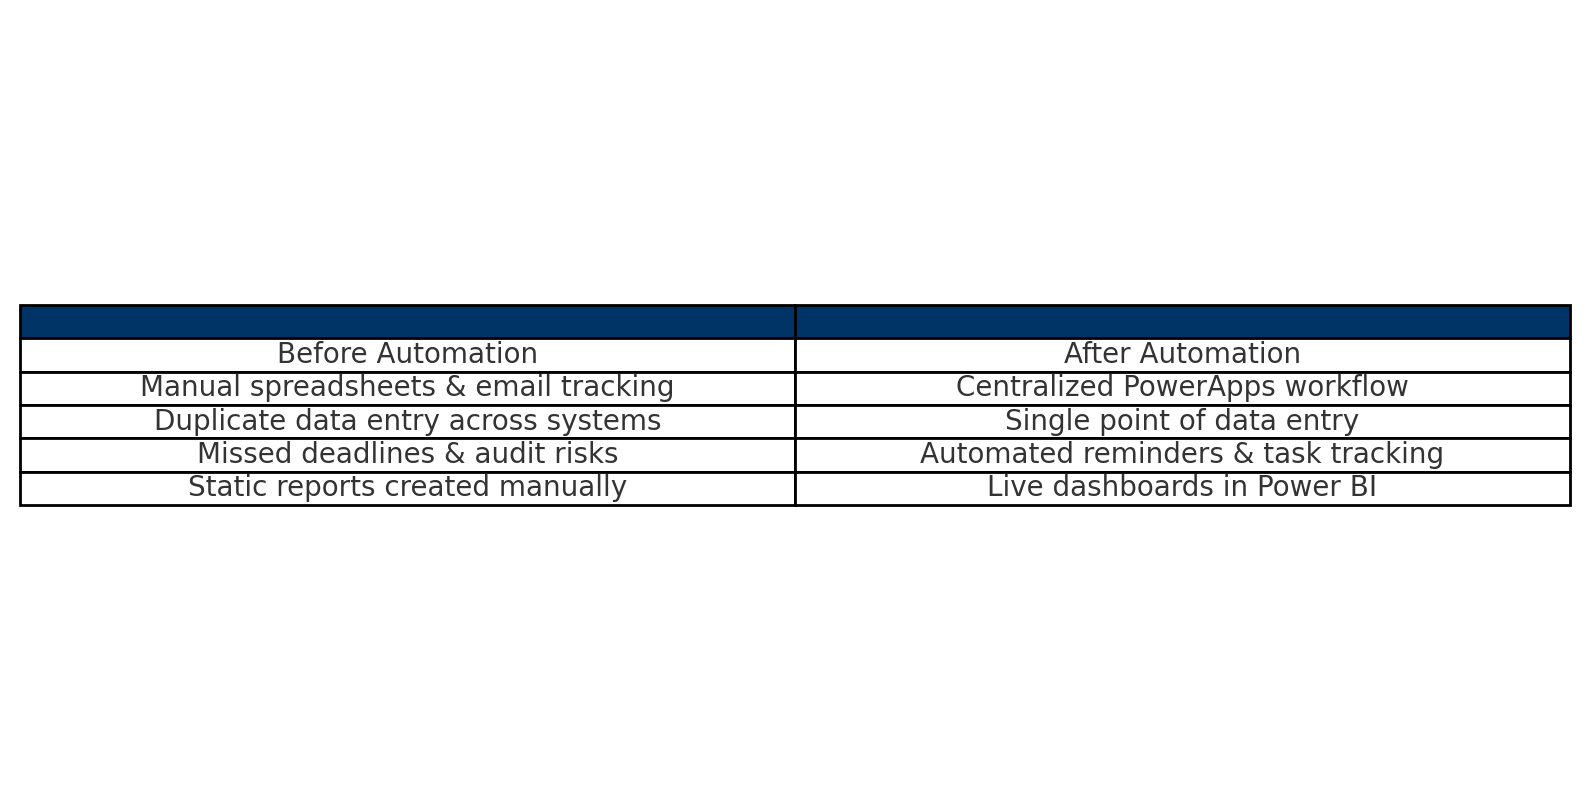 Before Automation After Automation
Manual spreadsheets & email tracking Centralized PowerApps workflow
Duplicate data entry across systems Single point of data entry
Missed deadlines & audit risks Automated reminders & task tracking
Static reports created manually Live dashboards in Power BI